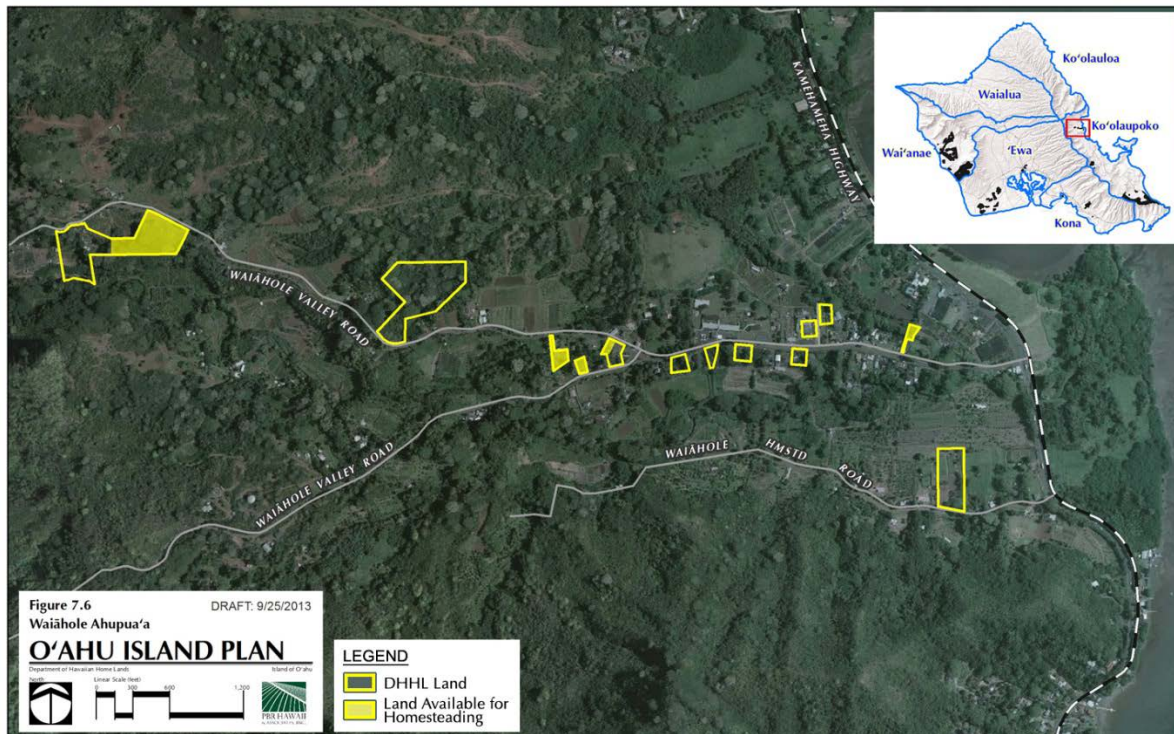 KAMEHAMEHA HIGHWAY
Ko‘olauloa
Waialua
Ko‘olaupoko
Wai‘anae
‘Ewa
Kona
WAIĀHOLE VALLEY ROAD
WAIĀHOLE VALLEY ROAD
WAIĀHOLE HMSTD ROAD
Figure 7.6
DRAFT: 9/25/2013
Waiāhole Ahupua‘a
O‘AHU ISLAND PLAN
Department of Hawaiian Home Lands
Island of O‘ahu
North
Linear Scale (feet)
0 300 600 1,200
PBR HAWAII
& ASSOCIATES, INC.
LEGEND
DHHL Land
Land Available for
Homesteading